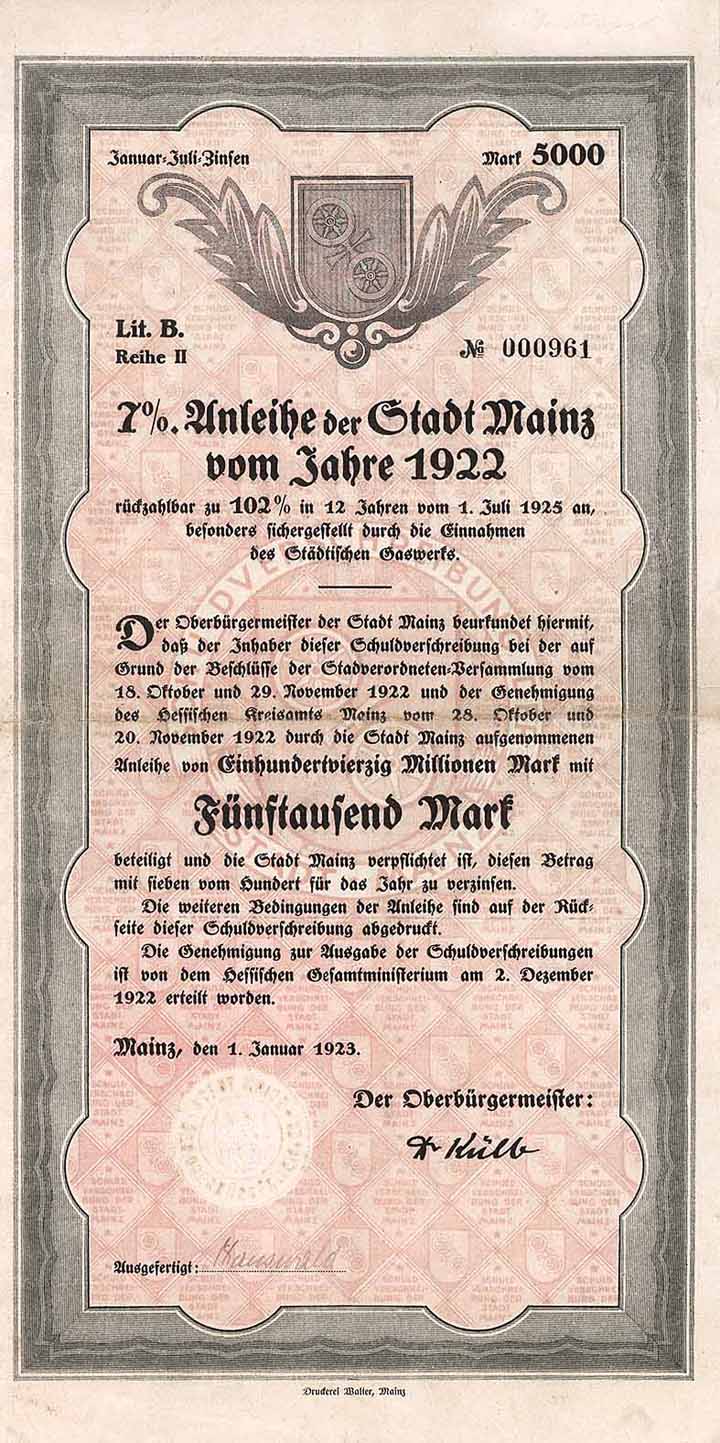 Januar-Juli-Zinsen
Mark 5000
Lit. B.
Reihe II
№ 000961
7%. Anleihe der Stadt Mainz
vom Jahre 1922
rückzahlbar zu 102% in 12 Jahren vom 1. Juli 1925 an,
besonders sichergestellt durch die Einnahmen
des Städtischen Gaswerks.
Der Oberbürgermeister der Stadt Mainz beurkundet hiermit,
daß der Inhaber dieser Schuldverschreibung bei der auf
Grund der Beschlüsse der Stadverordneten-Versammlung vom
18. Oktober und 29. November 1922 und der Genehmigung
des Hessischen Kreisamts Mainz vom 28. Oktober und
20. November 1922 durch die Stadt Mainz aufgenommenen
Anleihe von Einhundertvierzig Millionen Mark mit
Fünftausend Mark
beteiligt und die Stadt Mainz verpflichtet ist, diesen Betrag
mit sieben vom Hundert für das Jahr zu verzinsen.
Die weiteren Bedingungen der Anleihe sind auf der Rück-
seite dieser Schuldverschreibung abgedruckt.
Die Genehmigung zur Ausgabe der Schuldverschreibungen
ist von dem Hessischen Gesamtministerium am 2. Dezember
1922 erteilt worden.
Mainz, den 1. Januar 1923.
Der Oberbürgermeister:
Dr Külb
Ausgefertigt:
Druckerei Walter, Mainz